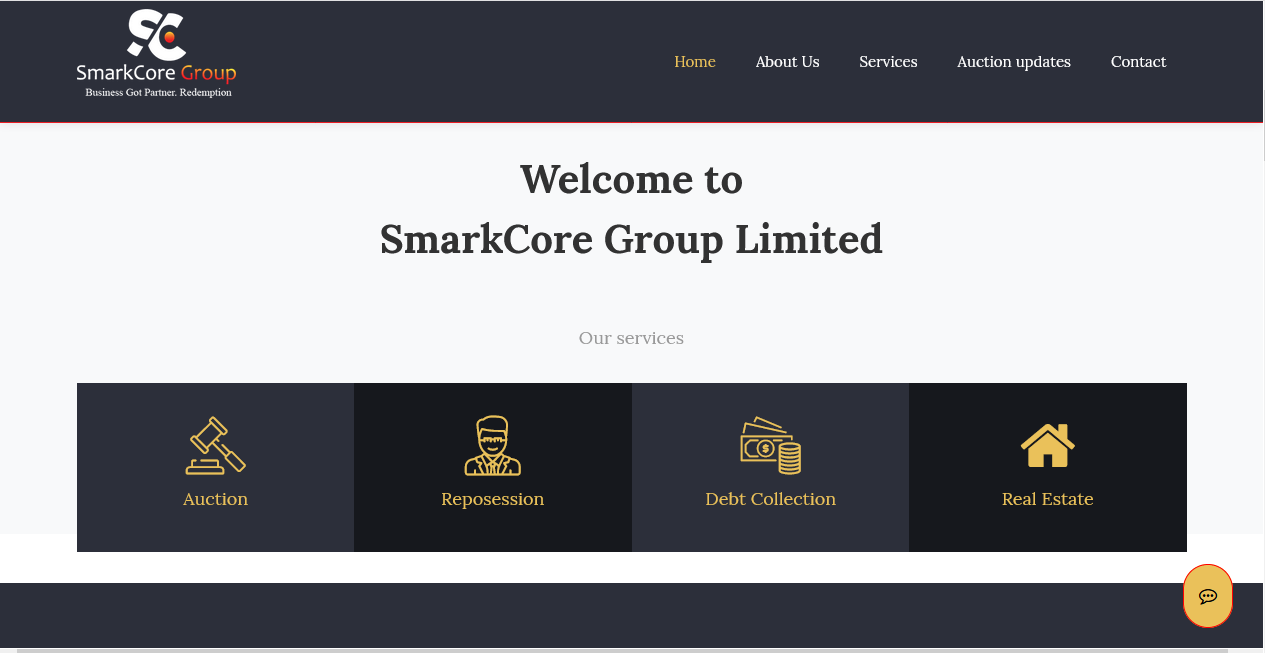 SmarkCore Group
Business Got Partner. Redemption
Home About Us Services Auction updates Contact
Welcome to
SmarkCore Group Limited
Our services
Auction Reposession Debt Collection Real Estate